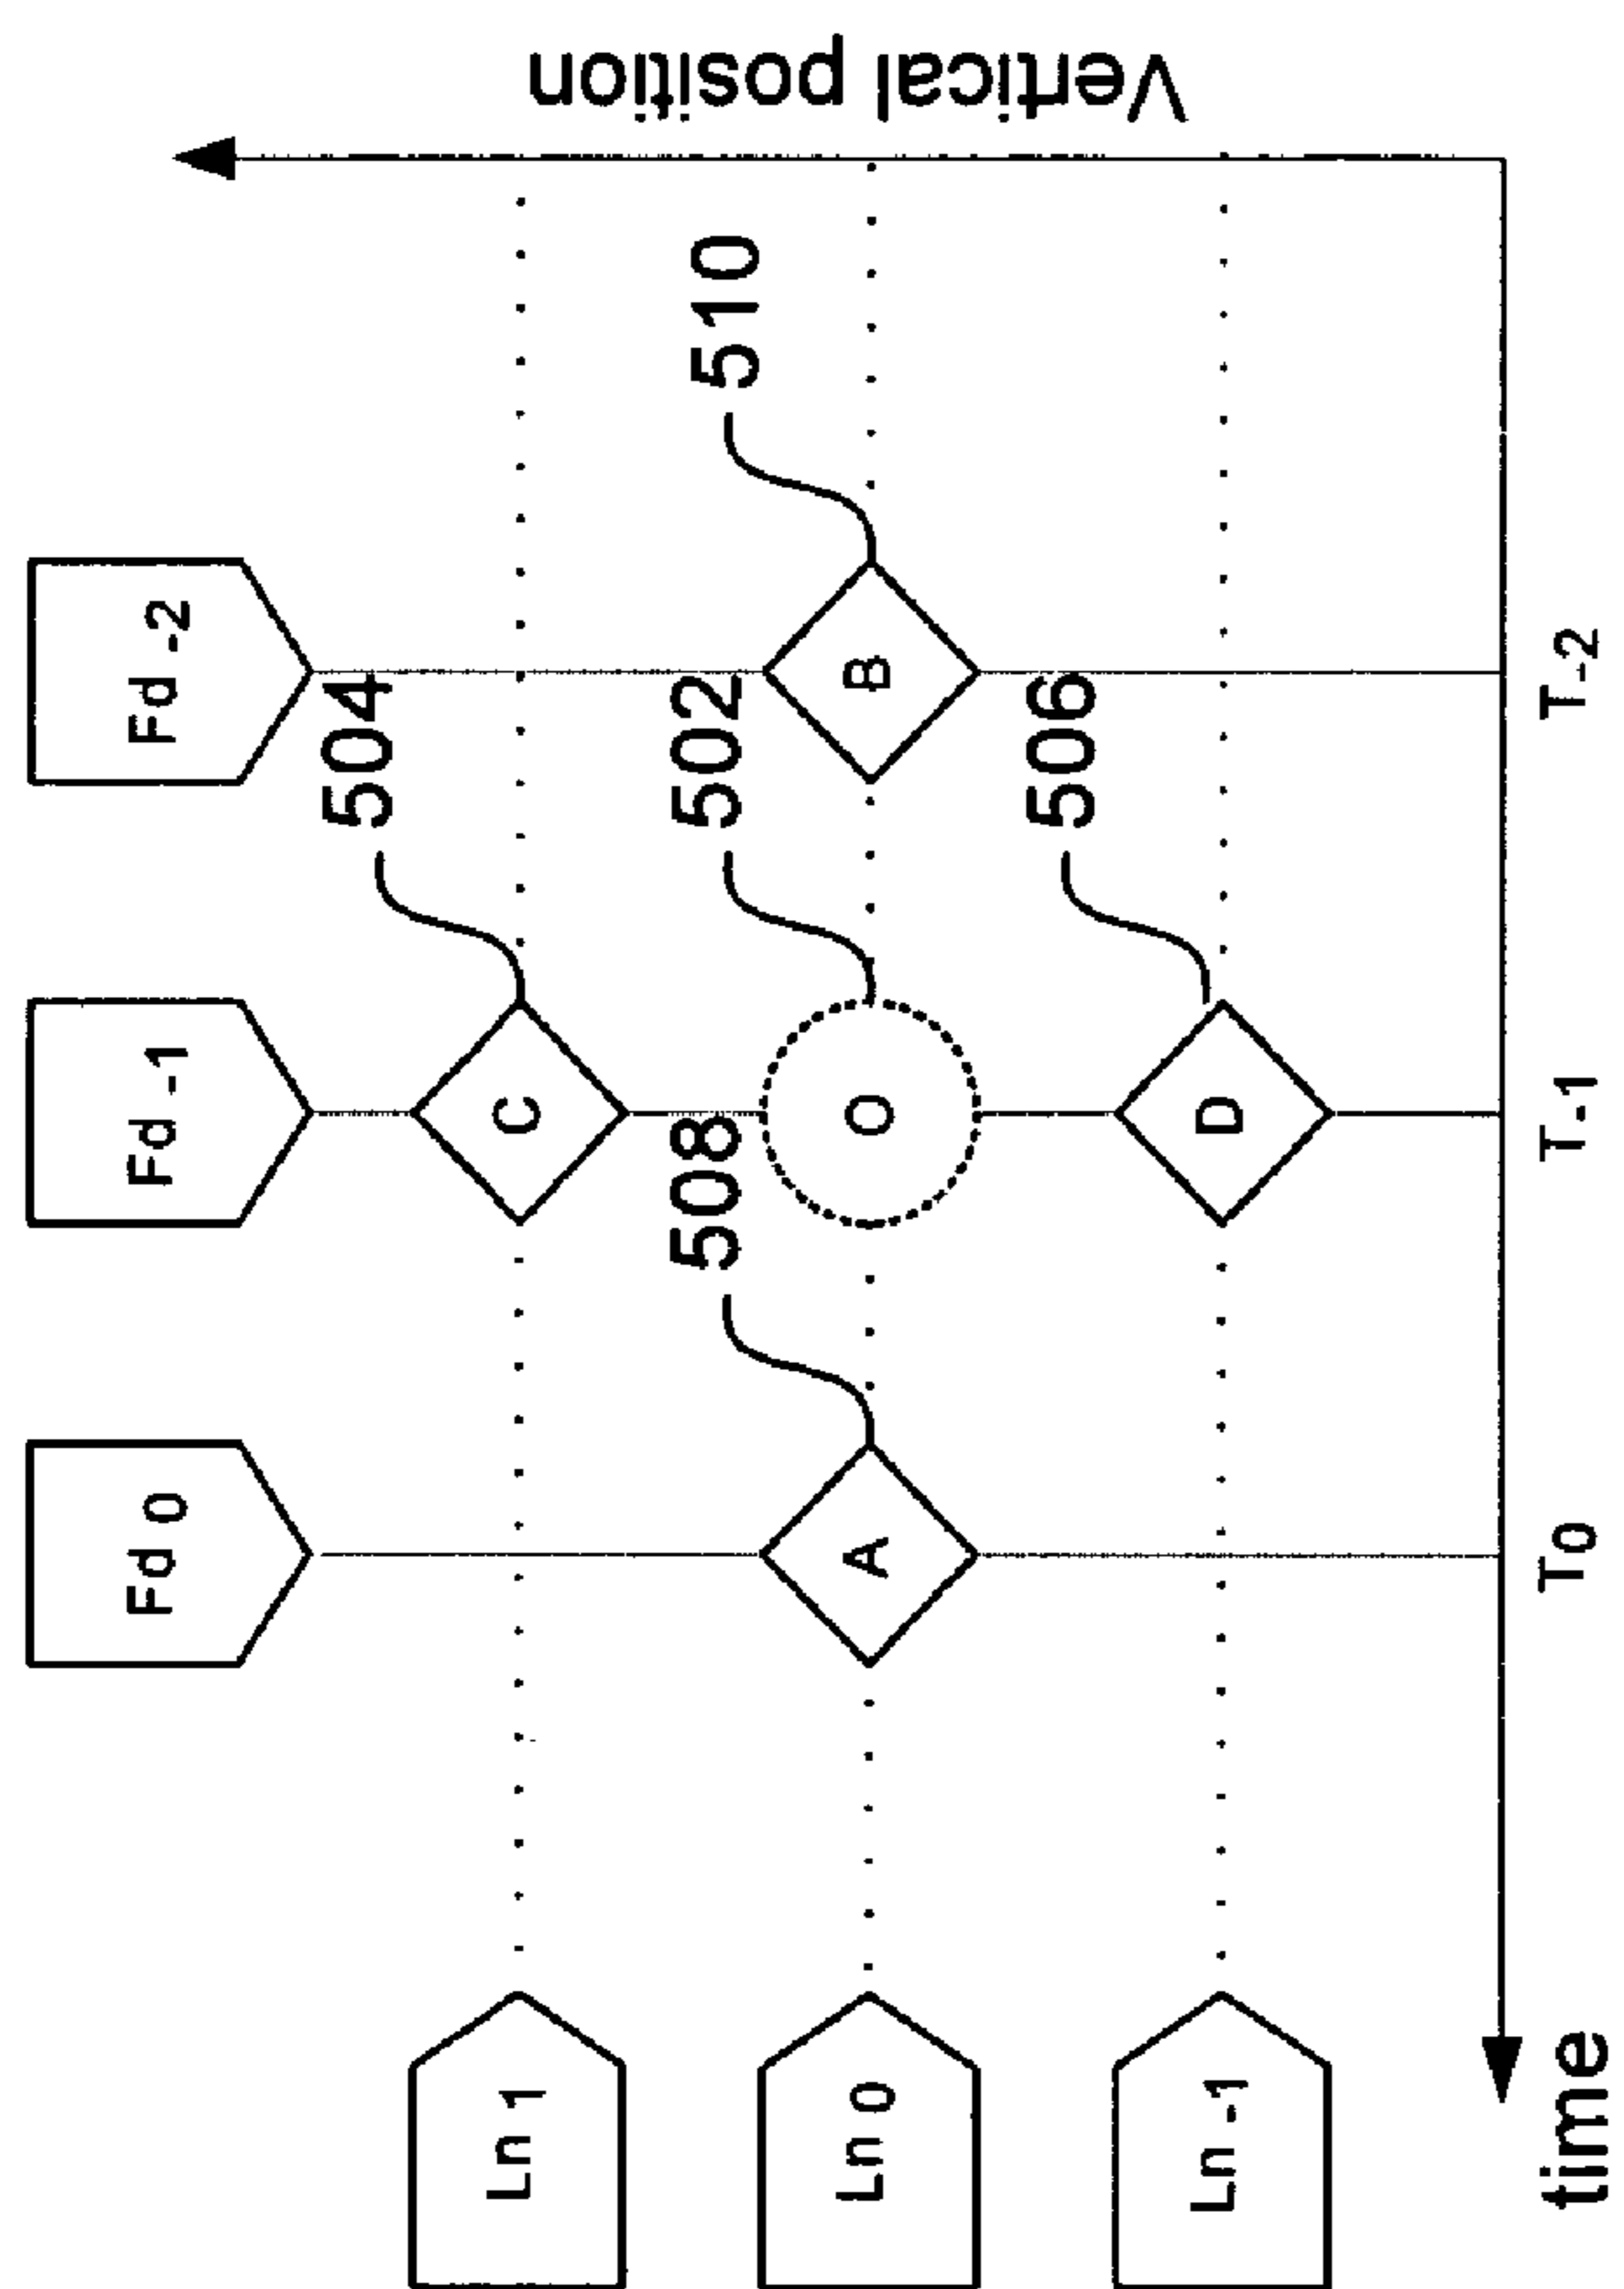 Fd 0
Fd -1
Fd -2
504
Ln 1
C
508
502
510
Ln 0
A
O
B
506
Ln -1
D
Vertical position
time
T0
T-1
T-2